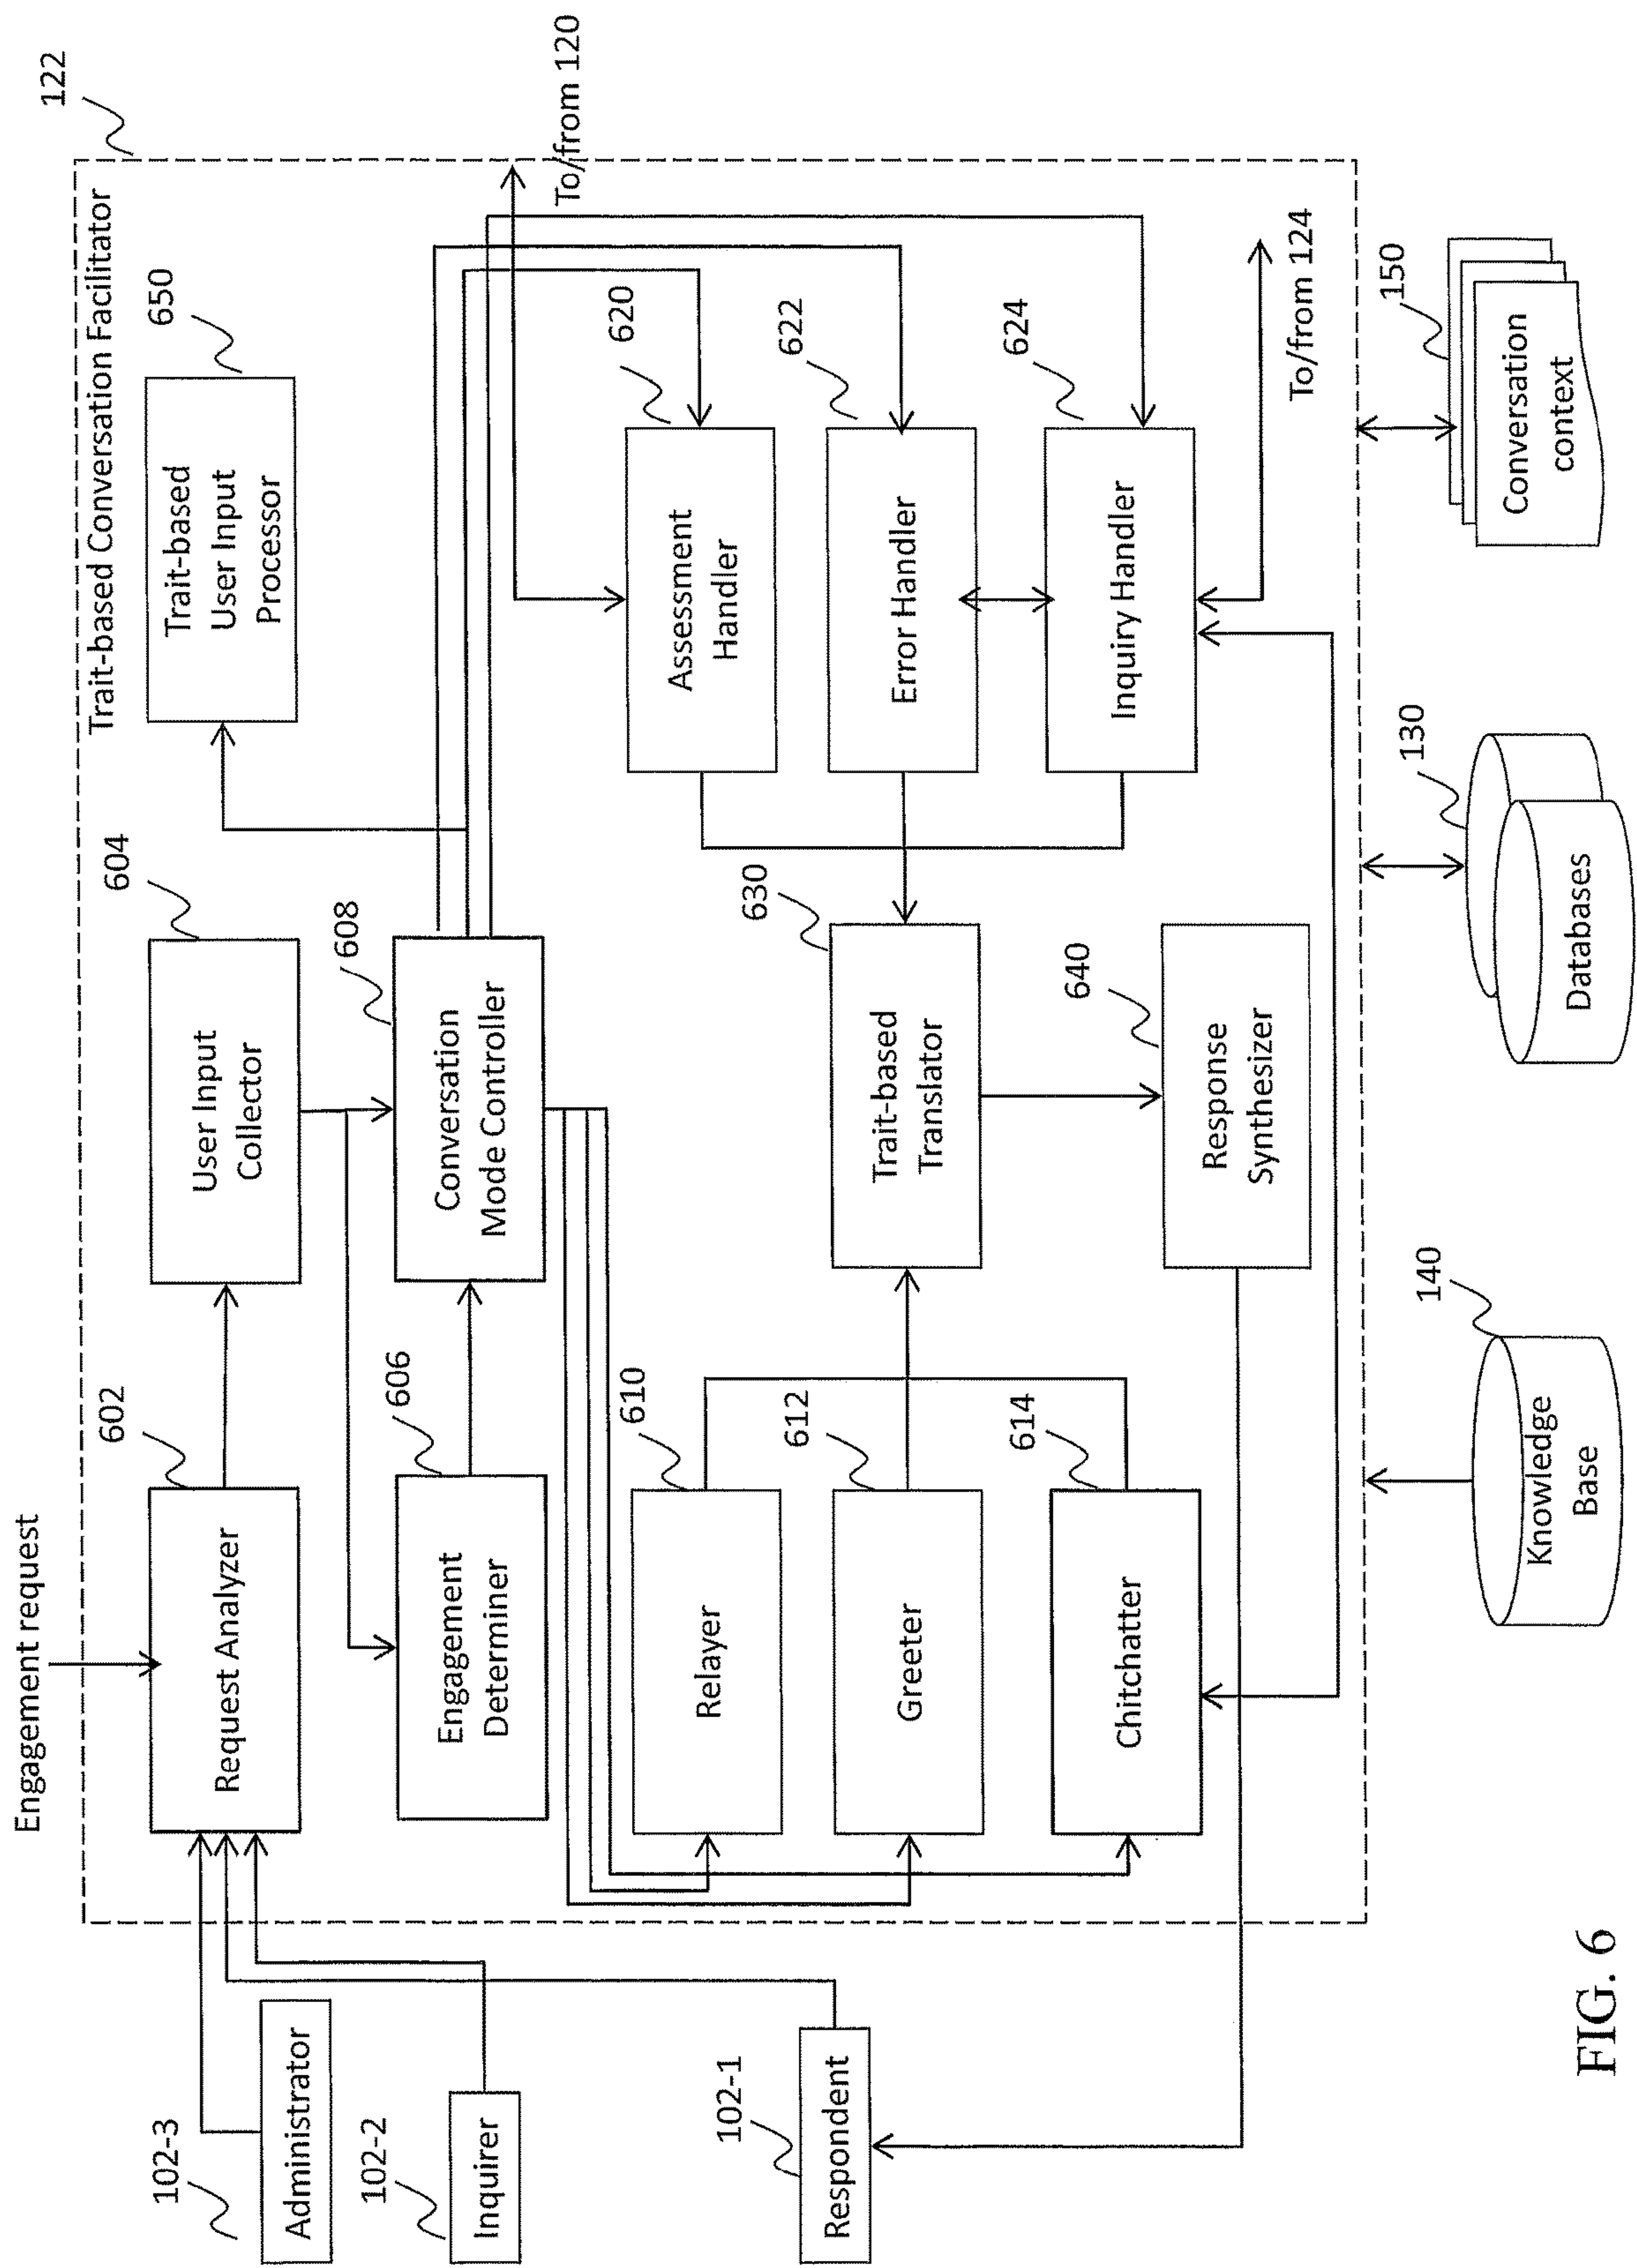 Engagement request
122
Trait-based Conversation Facilitator
602
604
650
Request Analyzer
User Input
Collector
Trait-based
User Input
Processor
102-3
Administrator
606
608
Engagement
Determiner
Conversation
Mode Controller
To/from 120
102-2
Inquirer
610
620
Relayer
Assessment
Handler
102-1
Respondent
612
630
622
Greeter
Trait-based
Translator
Error Handler
614
640
624
Chitchatter
Response
Synthesizer
Inquiry Handler
To/from 124
140
130
150
Knowledge
Base
Databases
Conversation
context
FIG. 6